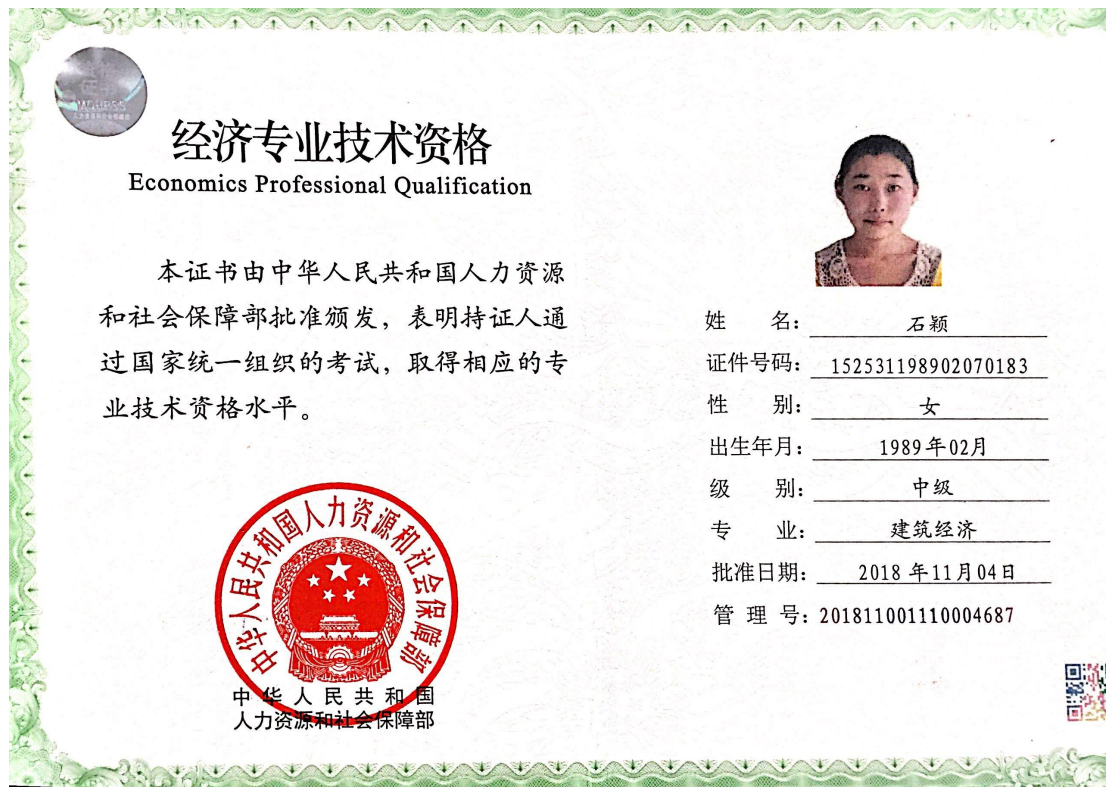 经济专业技术资格
Economics Professional Qualification
本证书由中华人民共和国人力资源
和社会保障部批准颁发，表明持证人通
过国家统一组织的考试，取得相应的专
业技术资格水平。
中华人民共和国人力资源和社会保障部
中华人民共和国
人力资源和社会保障部
姓 名：石颖
证件号码：152531198902070183
性 别：女
出生年月：1989年02月
级 别：中级
专 业：建筑经济
批准日期：2018年11月04日
管 理 号：201811001110004687